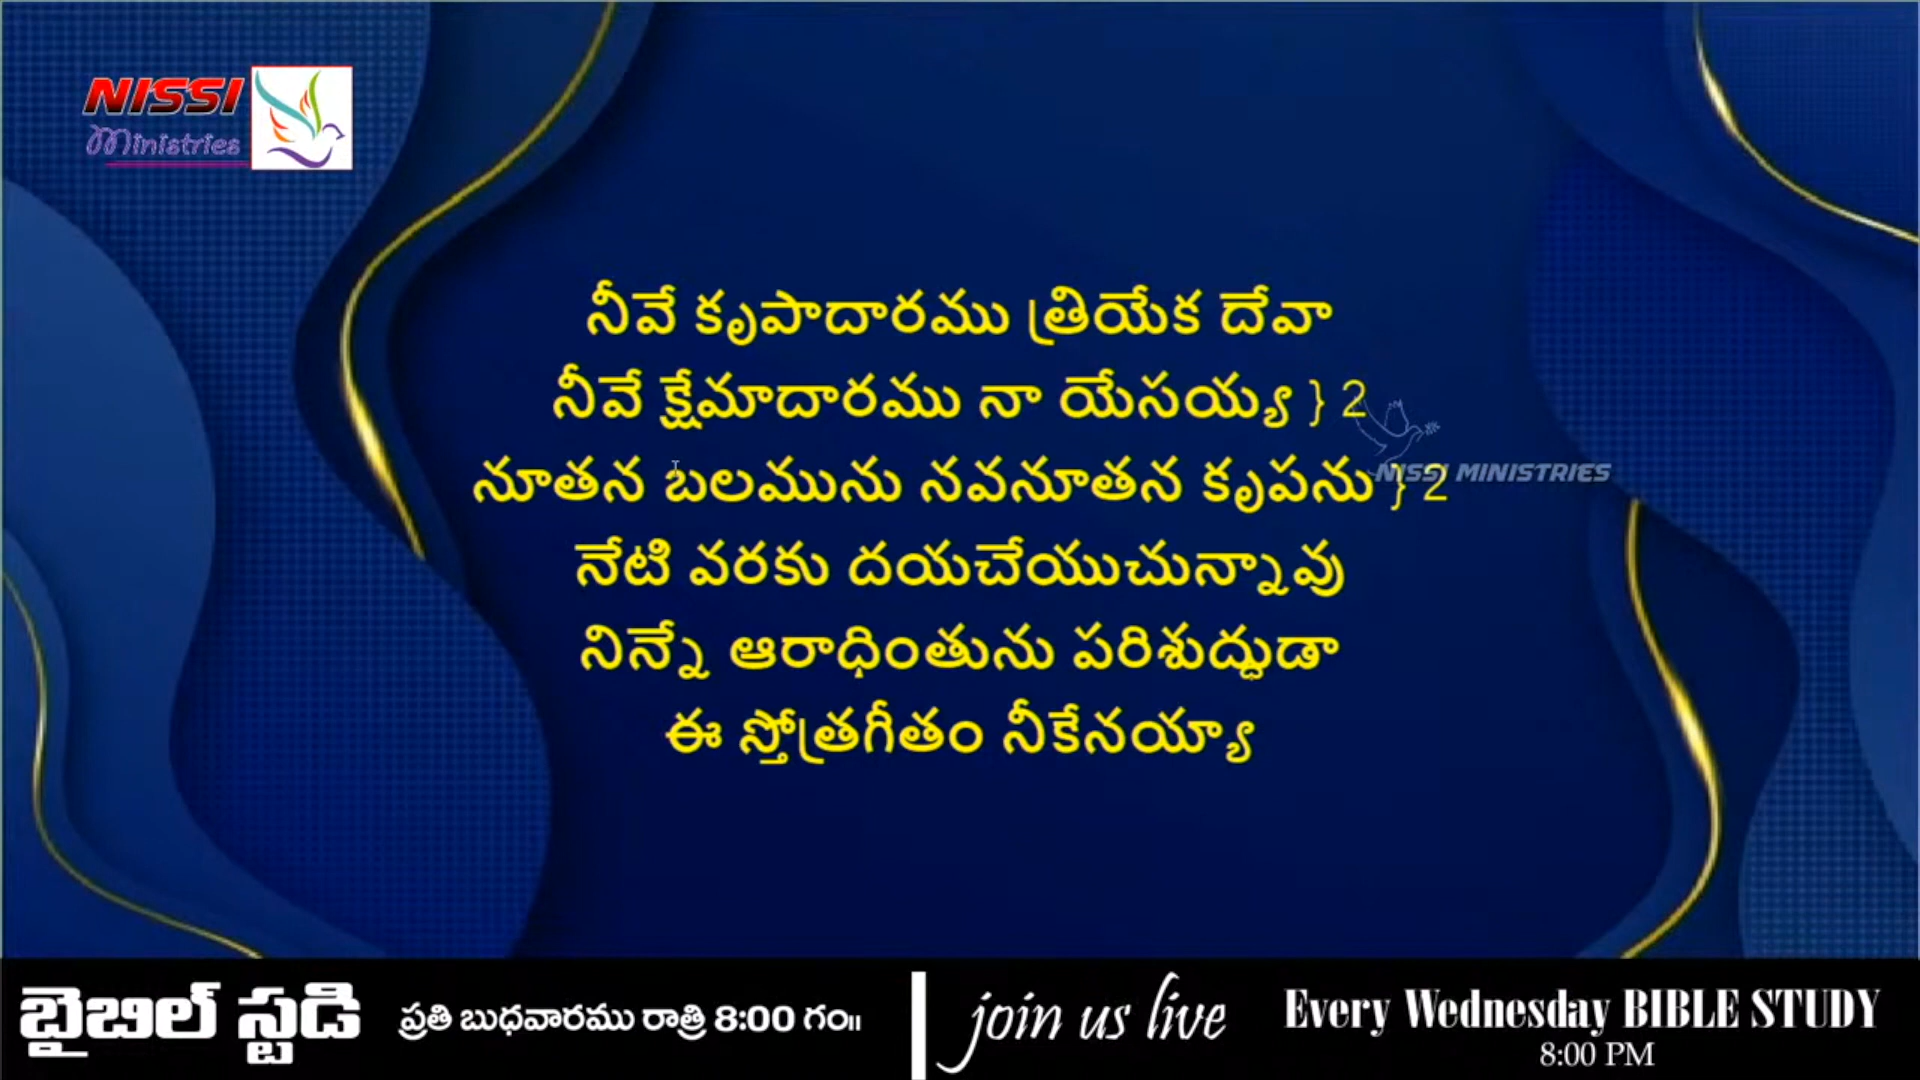 NISSI
Ministries
నీవే కృపాదారము త్రియేక దేవా
నీవే క్షేమాదారము నా యేసయ్య } 2
నూతన బలమును నవనూతన కృపను } 2
NISSI MINISTRIES
నేటి వరకు దయచేయుచున్నావు
నిన్నే ఆరాధింతును పరిశుద్ధుడా
ఈ స్తోత్రగీతం నీకేనయ్యా
బైబిల్ స్టడి ప్రతి బుధవారము రాత్రి 8:00 గం॥ join us live Every Wednesday BIBLE STUDY
8:00 PM